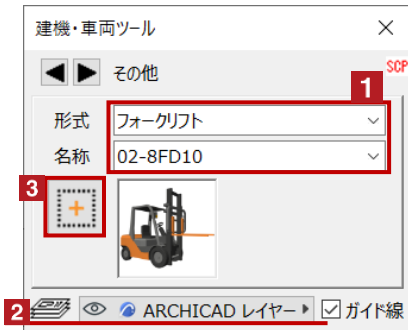 建機・車両ツール
その他
SCP
1
形式 フォークリフト
名称 02-8FD10
3
2
ARCHICAD レイヤー
ガイド線